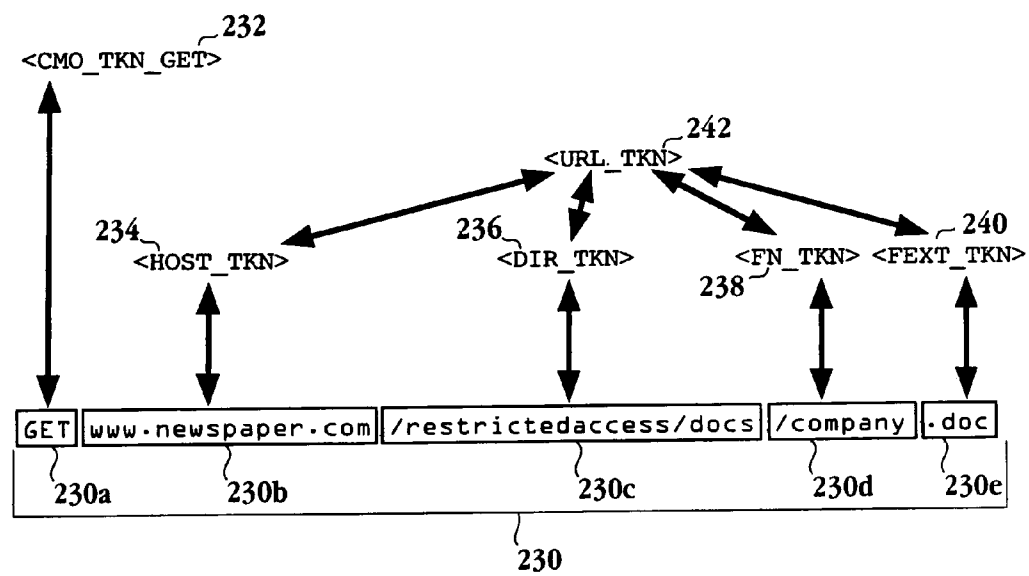 232
<CMO_TKN_GET>
242
<URL_TKN>
234 236 240
<HOST_TKN> <DIR_TKN> <FN_TKN> <FEXT_TKN>
238
GET www.newspaper.com /restrictedaccess/docs /company .doc
230a 230b 230c 230d 230e
230